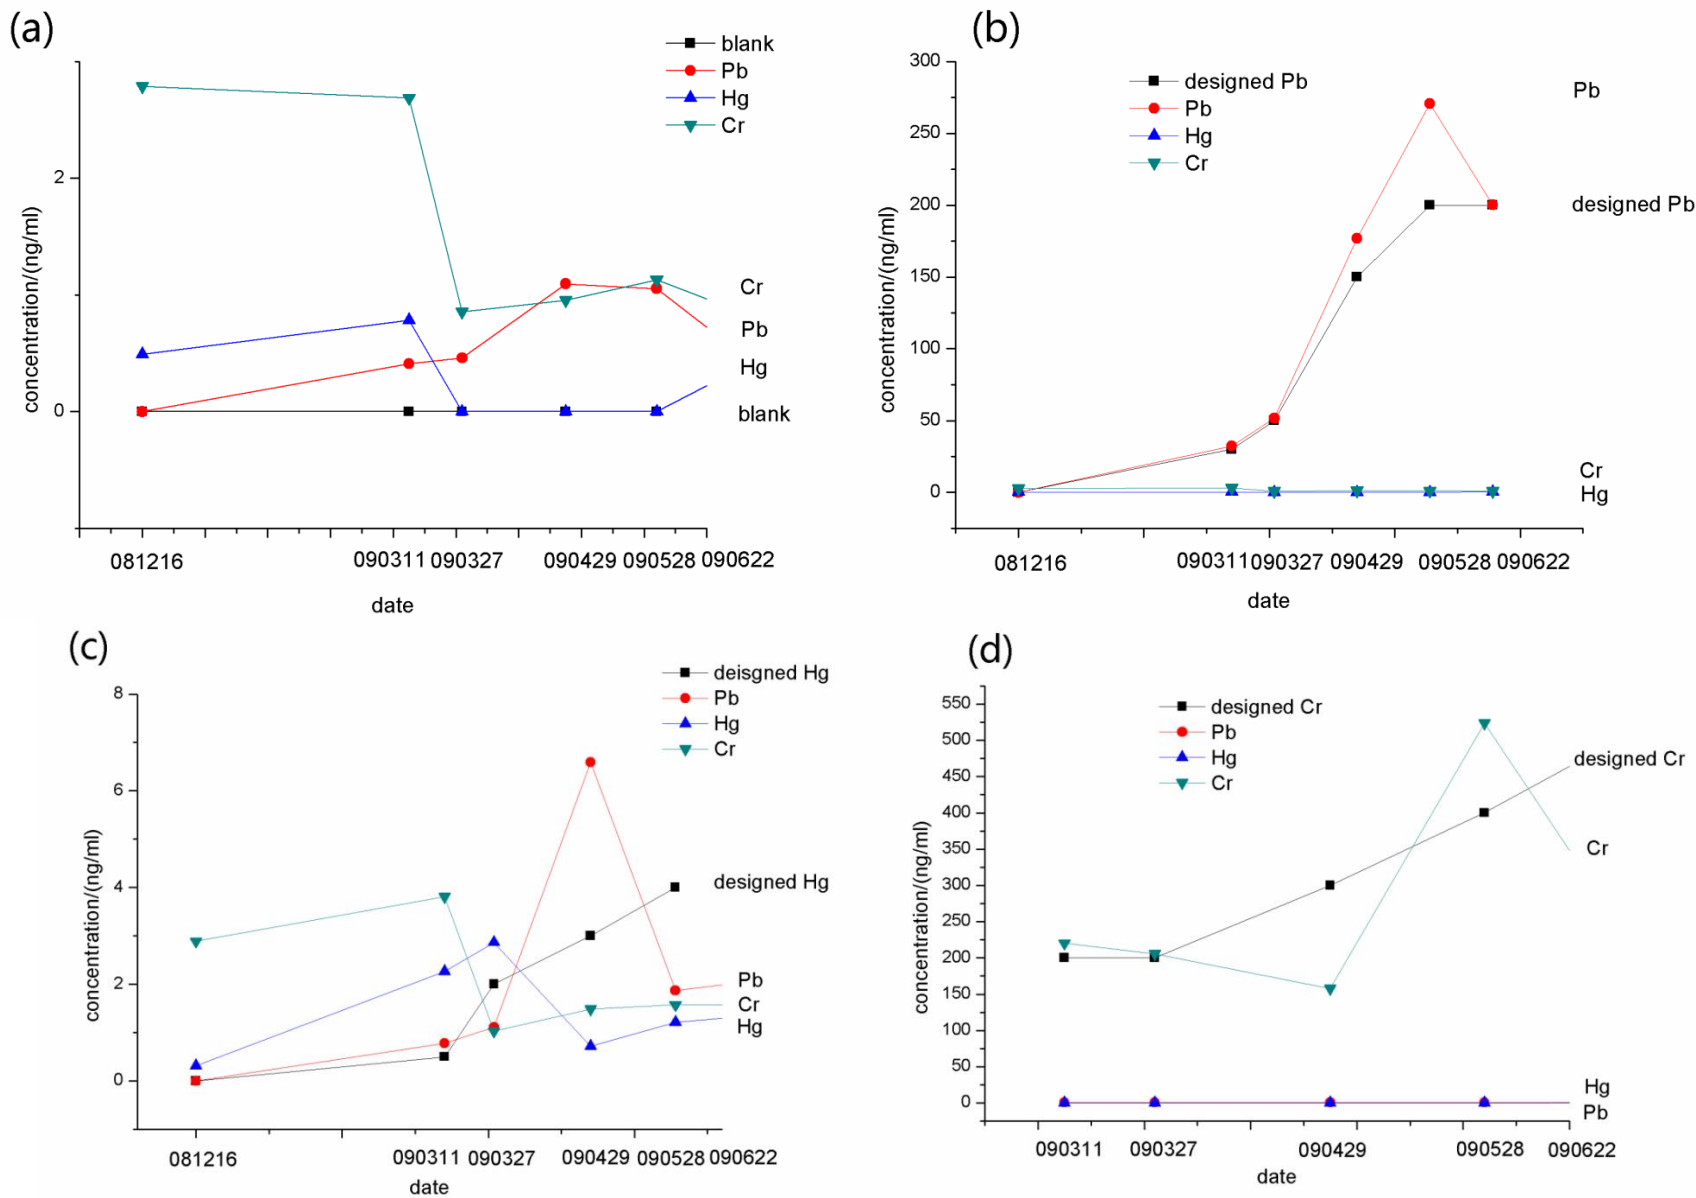 (a)
blank
Pb
Hg
Cr
2
0
concentration/(ng/ml)
Cr
Pb
Hg
blank
081216
090311
090327
090429
090528
090622
date
(b)
300
250
200
150
100
50
0
concentration/(ng/ml)
designed Pb
Pb
Hg
Cr
Pb
designed Pb
Cr
Hg
081216
090311
090327
090429
090528
090622
date
(c)
deisgned Hg
Pb
Hg
Cr
8
6
4
2
0
concentration/(ng/ml)
designed Hg
Pb
Cr
Hg
081216
090311
090327
090429
090528
090622
date
(d)
550
500
450
400
350
300
250
200
150
100
50
0
concentration/(ng/ml)
designed Cr
Pb
Hg
Cr
designed Cr
Cr
Hg
Pb
090311
090327
090429
090528
090622
date